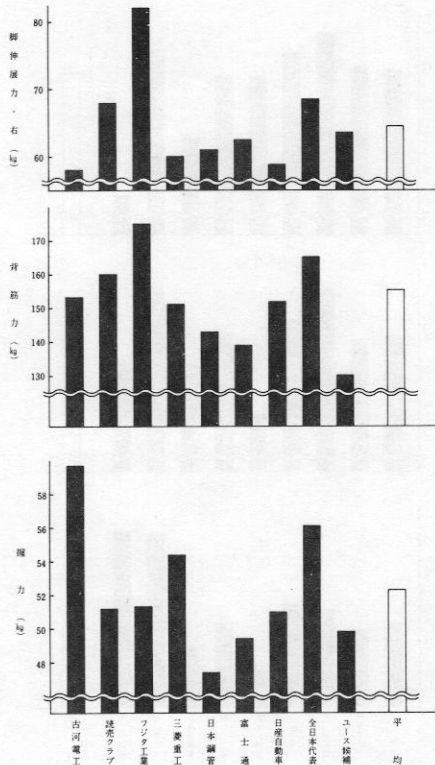 脚伸展力・右(kg)
80
70
60
背筋力(kg)
170
160
150
140
130
握力(kg)
58
56
54
52
50
48
古河電工
読売クラブ
フジタ工業
三菱重工
日本鋼管
富士通
日産自動車
全日本代表
ユース候補
平均